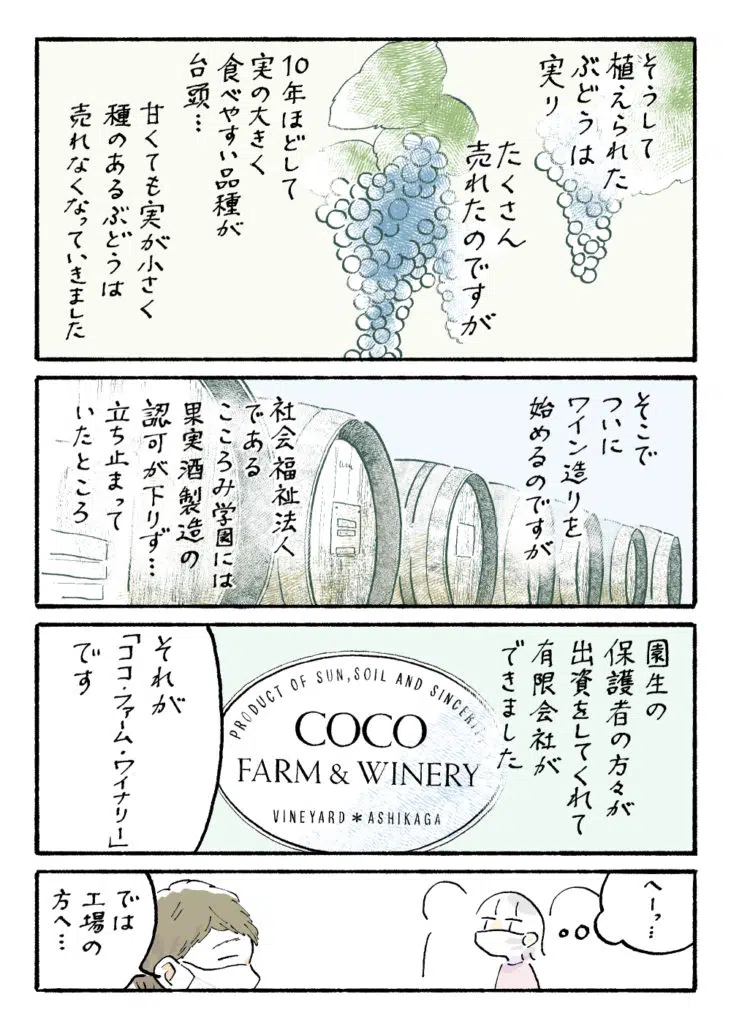 そうして
植えられた
ぶどうは
実り
たくさん
売れたのですが
10年ほどして
実の大きく
食べやすい品種が
台頭…
甘くても実が小さく
種のあるぶどうは
売れなくなっていきました
そこで
ついに
ワイン造りを
始めるのですが
社会福祉法人
である
こころみ学園には
果実酒製造の
認可が下りず…
立ち止まって
いたところ
園生の
保護者の方々が
出資をしてくれて
有限会社が
できました
PRODUCT OF SUN, SOIL AND SINCERITY
COCO
FARM & WINERY
VINEYARD * ASHIKAGA
それが
「ココ・ファーム・ワイナリー」
です
へーっ…
では
工場の
方へ…